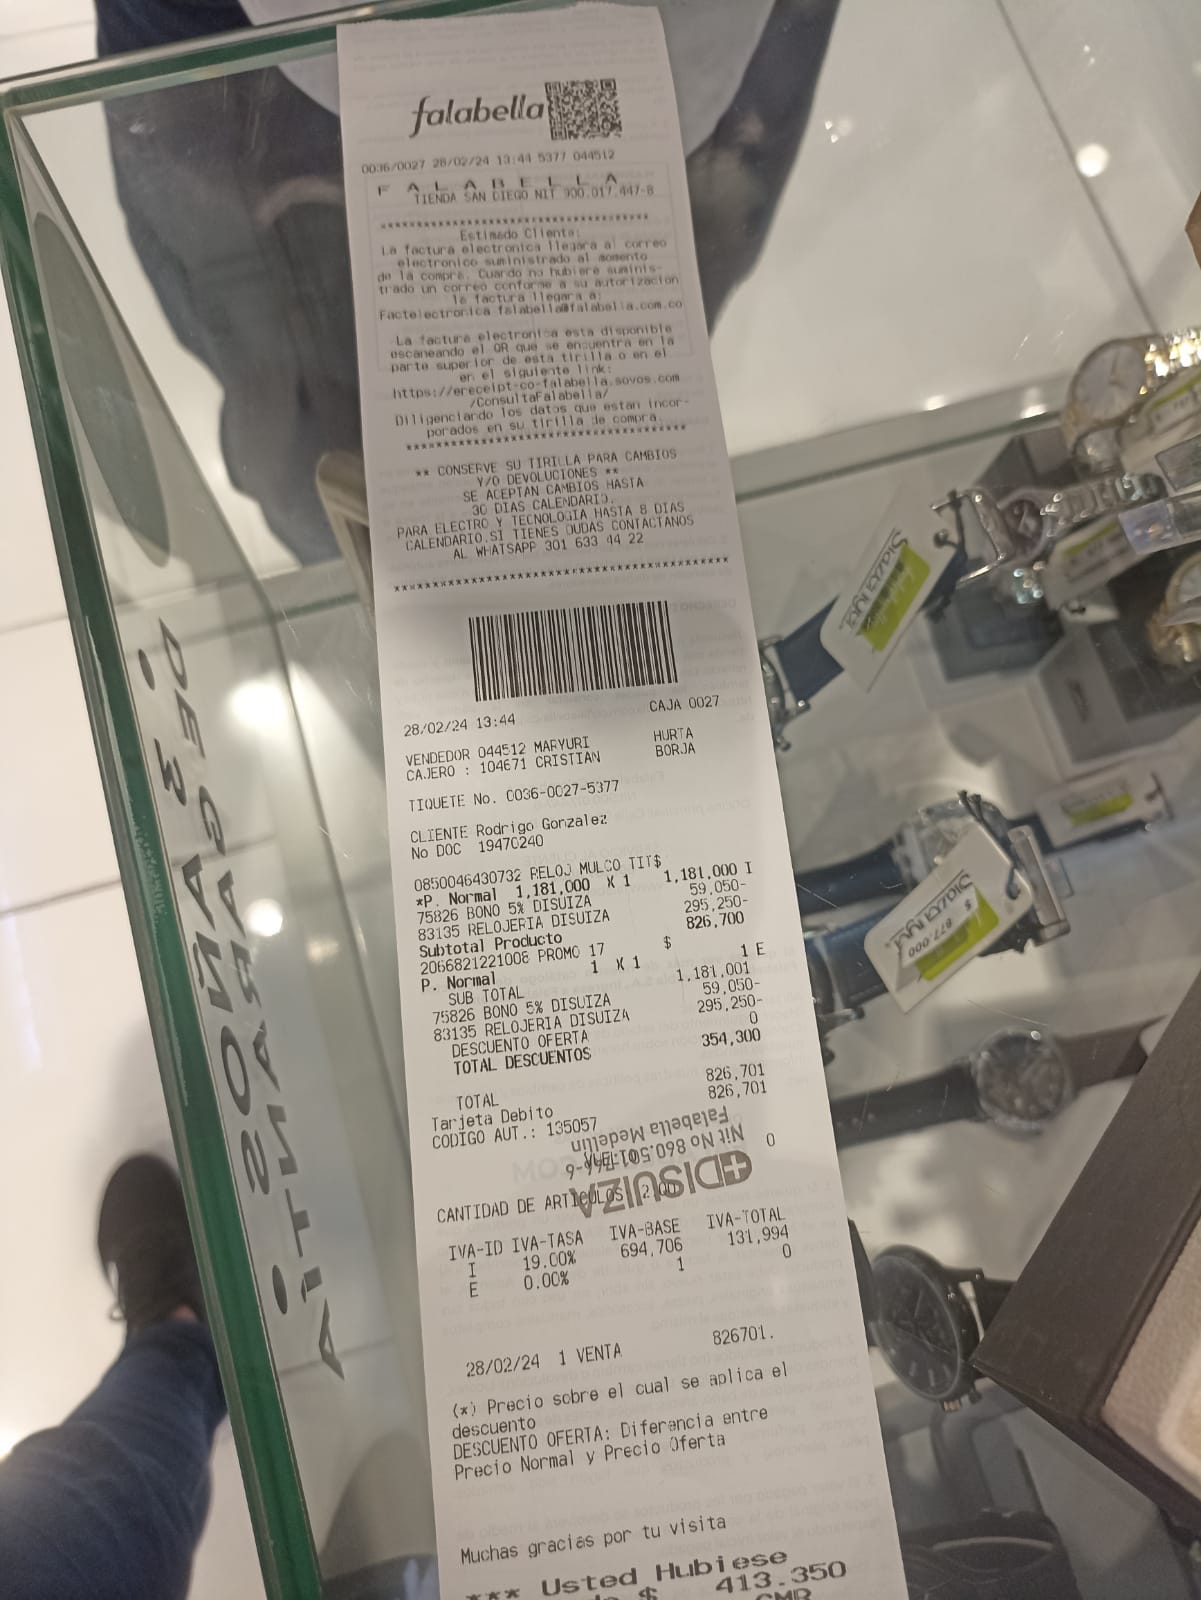 falabella
0036/0027 28/02/24 13:44 5377 044512
F A L A B E L L A
TIENDA SAN DIEGO NIT 900.017.447-8
****************************************
Estimado Cliente:
La factura electronica llegara al correo
electronico suministrado al momento
de la compra. Cuando no hubiere suminis-
trado un correo conforme a su autorizacion
la factura llegara a:
Factelectronica falabella@falabella.com.co
La factura electronica esta disponible
escaneando el QR que se encuentra en la
parte superior de esta tirilla o en el
en el siguiente link:
https://ereceipt-co-falabella.sovos.com
/ConsultaFalabella/
Diligenciando los datos que estan incor-
porados en su tirilla de compra.
****************************************
** CONSERVE SU TIRILLA PARA CAMBIOS
Y/O DEVOLUCIONES **
SE ACEPTAN CAMBIOS HASTA
30 DIAS CALENDARIO.
PARA ELECTRO Y TECNOLOGIA HASTA 8 DIAS
CALENDARIO.SI TIENES DUDAS CONTACTANOS
AL WHATSAPP 301 633 44 22
****************************************
28/02/24 13:44 CAJA 0027
VENDEDOR 044512 MARYURI HURTA
CAJERO : 104671 CRISTIAN BORJA
TIQUETE No. 0036-0027-5377
CLIENTE Rodrigo Gonzalez
No DOC 19470240
0850046430732 RELOJ MULCO TIT$
*P. Normal 1,181,000 X 1 1,181,000 I
75826 BONO 5% DISUIZA 59,050-
83135 RELOJERIA DISUIZA 295,250-
Subtotal Producto 826,700
2066821221008 PROMO 17 $
P. Normal 1 X 1 1 E
SUB TOTAL 1,181,001
75826 BONO 5% DISUIZA 59,050-
83135 RELOJERIA DISUIZA 295,250-
DESCUENTO OFERTA 0
TOTAL DESCUENTOS 354,300
TOTAL 826,701
Tarjeta Debito 826,701
CODIGO AUT.: 135057
0
Falabella Medellin
Nit No 860.501.744-6
DISUIZA
CANTIDAD DE ARTICULOS
IVA-ID IVA-TASA IVA-BASE IVA-TOTAL
I 19.00% 694,706 131,994
E 0.00% 1 0
28/02/24 1 VENTA 826701.
(*) Precio sobre el cual se aplica el
descuento
DESCUENTO OFERTA: Diferencia entre
Precio Normal y Precio Oferta
Muchas gracias por tu visita
*** Usted Hubiese
$ 413.350
CMR
• 3 AÑOS
DE GARANTIA